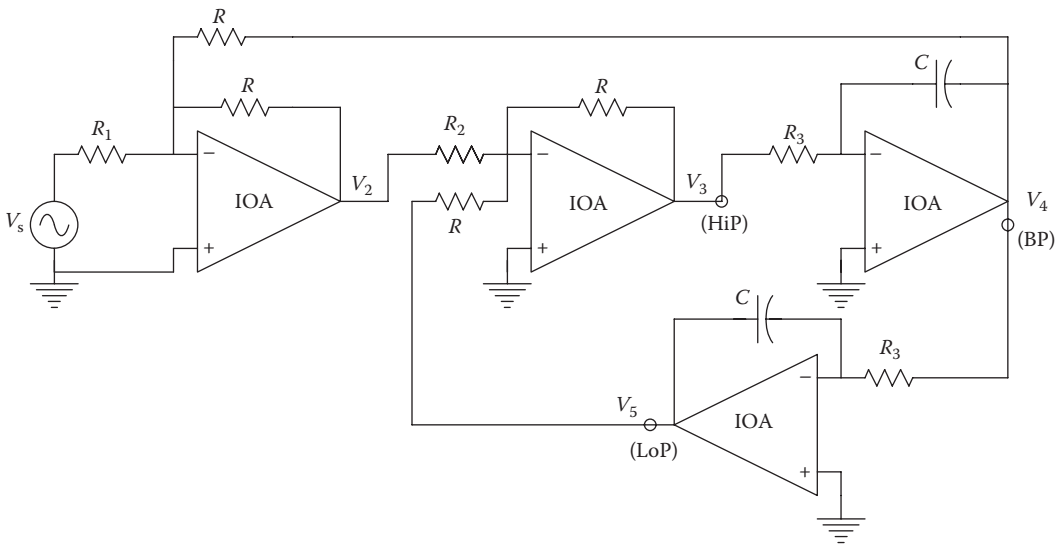 R
C
R
R
R₁
R₂
R₃
−
−
−
IOA
IOA
IOA
V₂
V₃
V₄
R
Vₛ
(HiP)
(BP)
+
+
+
C
R₃
−
V₅
IOA
(LoP)
+